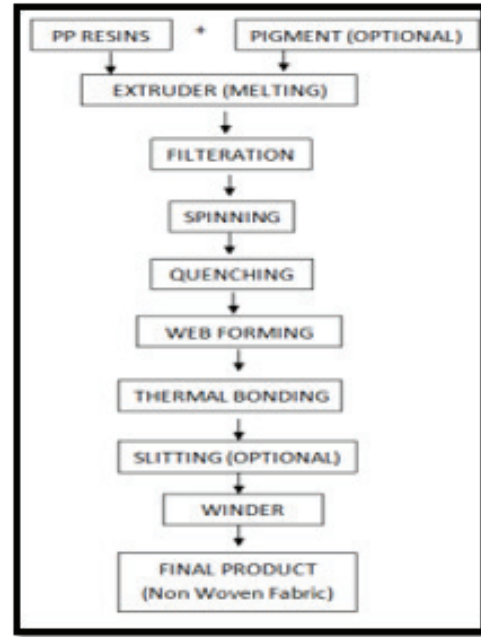 PP RESINS + PIGMENT (OPTIONAL)
EXTRUDER (MELTING)
FILTERATION
SPINNING
QUENCHING
WEB FORMING
THERMAL BONDING
SLITTING (OPTIONAL)
WINDER
FINAL PRODUCT
(Non Woven Fabric)